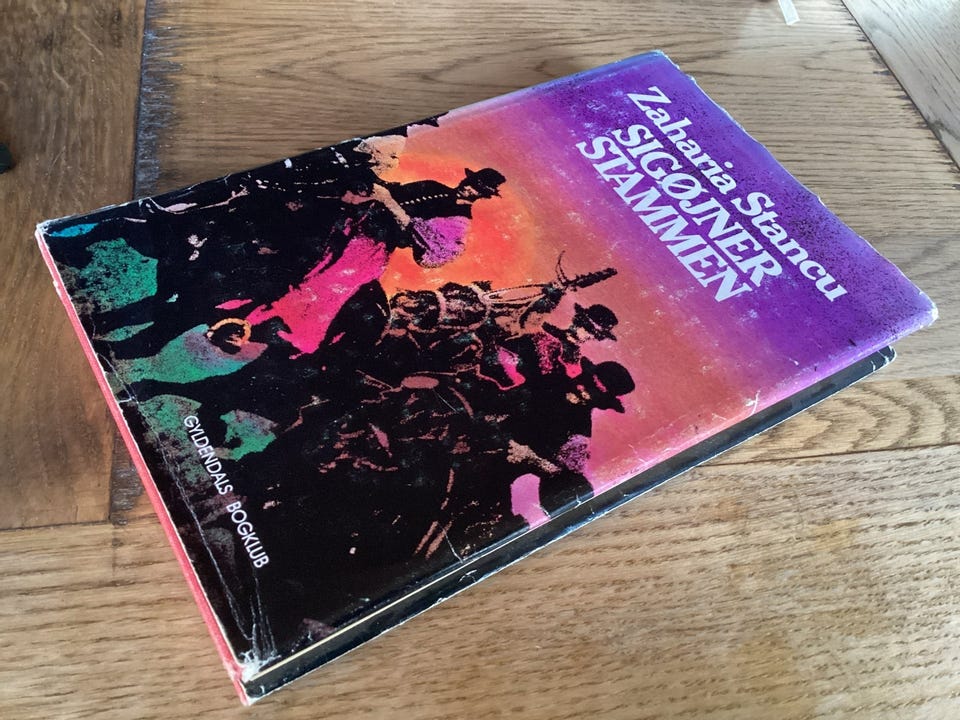 Zaharia Stancu
SIGØJNER
STAMMEN
GYLDENDALS BOGKLUB